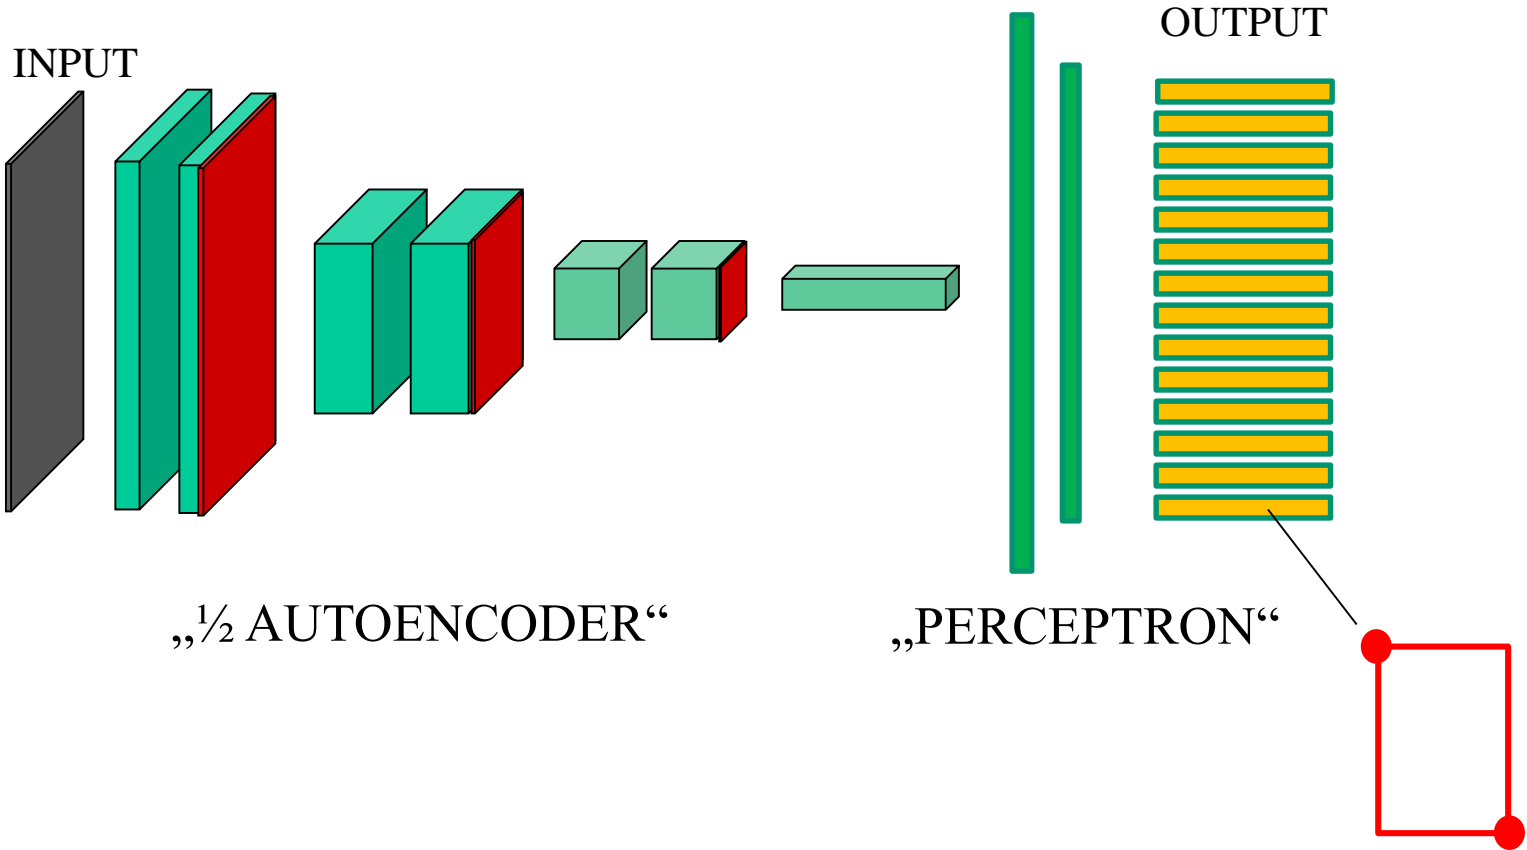 INPUT
OUTPUT
„½ AUTOENCODER“
„PERCEPTRON“